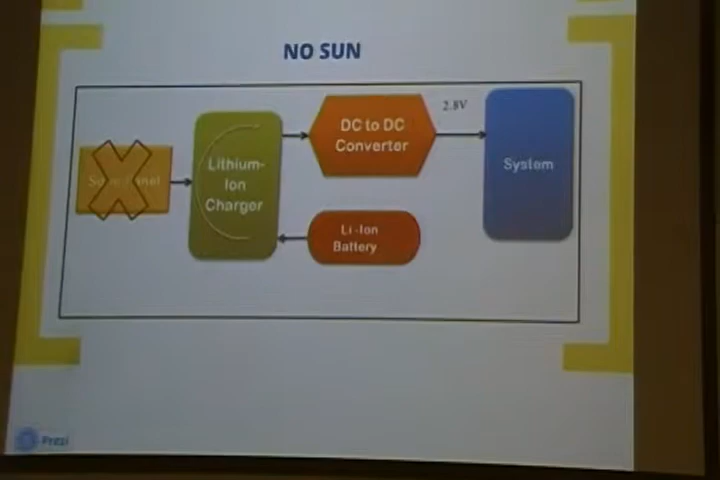 NO SUN
Lithium-
Ion
Charger
DC to DC
Converter
2.8V
System
Li-Ion
Battery
Prezi